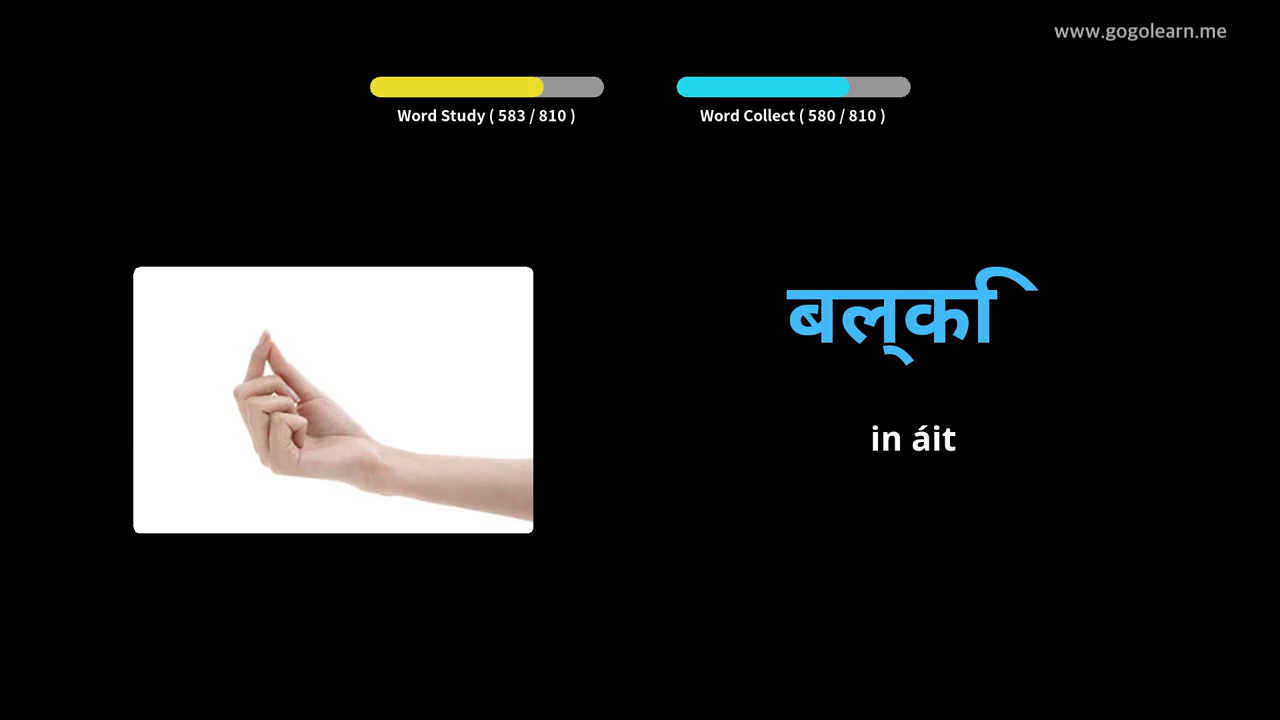 www.gogolearn.me
Word Study ( 583 / 810 )
Word Collect ( 580 / 810 )
बल्कि
in áit